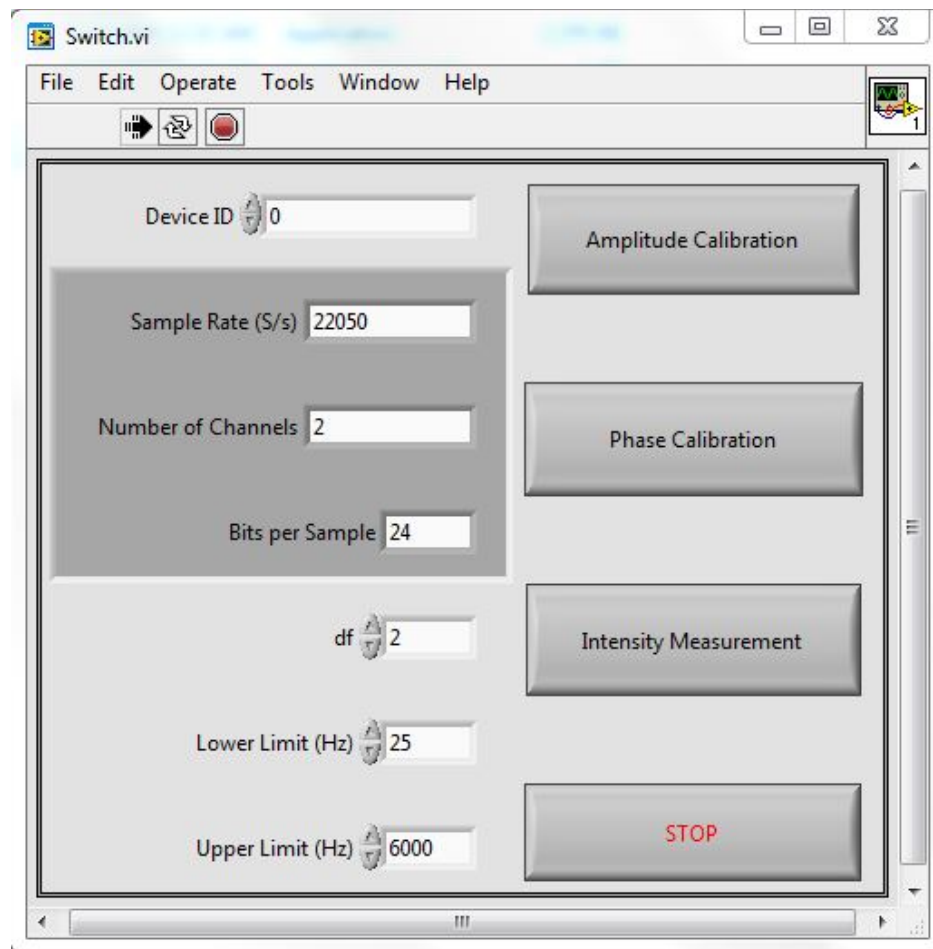 Switch.vi
File Edit Operate Tools Window Help
1
Device ID 0
Amplitude Calibration
Sample Rate (S/s) 22050
Number of Channels 2
Phase Calibration
Bits per Sample 24
df 2
Intensity Measurement
Lower Limit (Hz) 25
Upper Limit (Hz) 6000
STOP